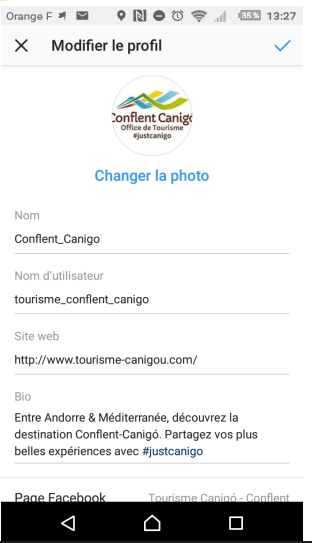 Orange F 35% 13:27
Modifier le profil
Conflent Canig
Office de Tourisme
#justcanigo
Changer la photo
Nom
Conflent_Canigo
Nom d'utilisateur
tourisme_conflent_canigo
Site web
http://www.tourisme-canigou.com/
Bio
Entre Andorre & Méditerranée, découvrez la
destination Conflent-Canigó. Partagez vos plus
belles expériences avec #justcanigo
Page Facebook Tourisme Canigó - Conflent